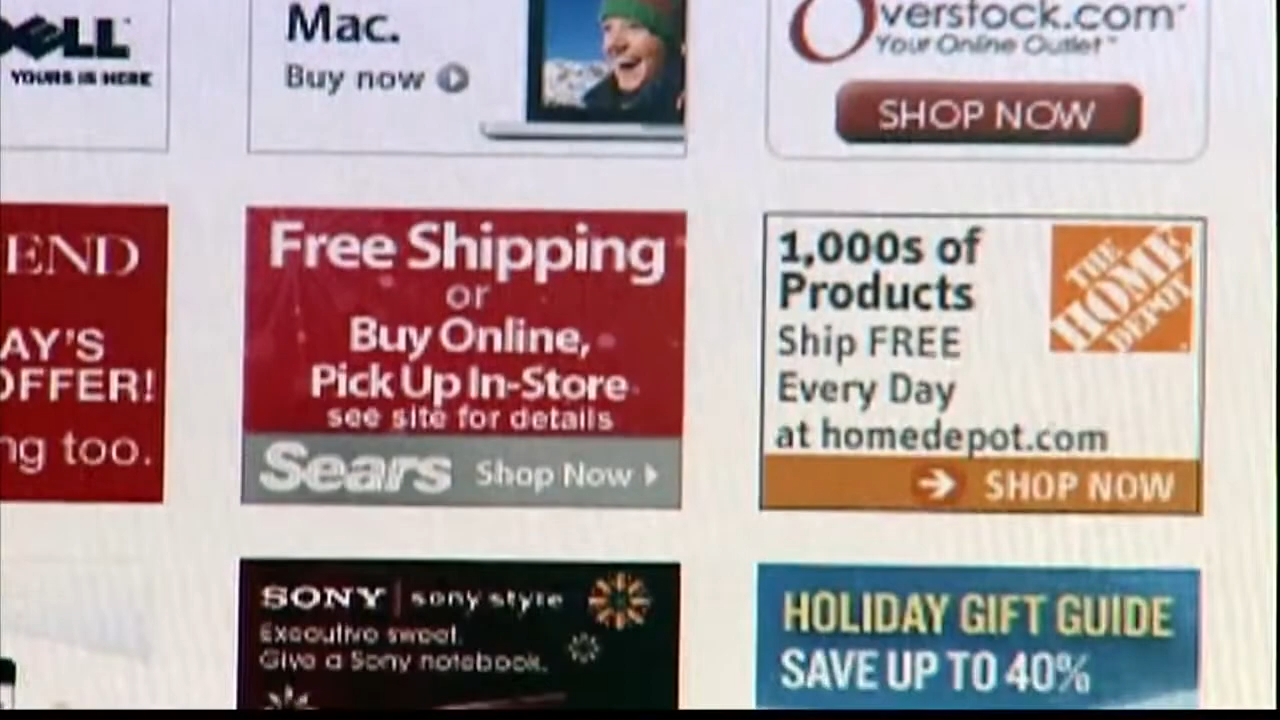 DELL
YOURS IS HERE
Mac.
Buy now
Overstock.com
Your Online Outlet
SHOP NOW
END
AY'S
OFFER!
ng too.
Free Shipping
or
Buy Online,
Pick Up In-Store
see site for details
Sears Shop Now
1,000s of
Products
Ship FREE
Every Day
at homedepot.com
THE
HOME
DEPOT
SHOP NOW
SONY | sony style
Executive sweet.
Give a Sony notebook.
HOLIDAY GIFT GUIDE
SAVE UP TO 40%